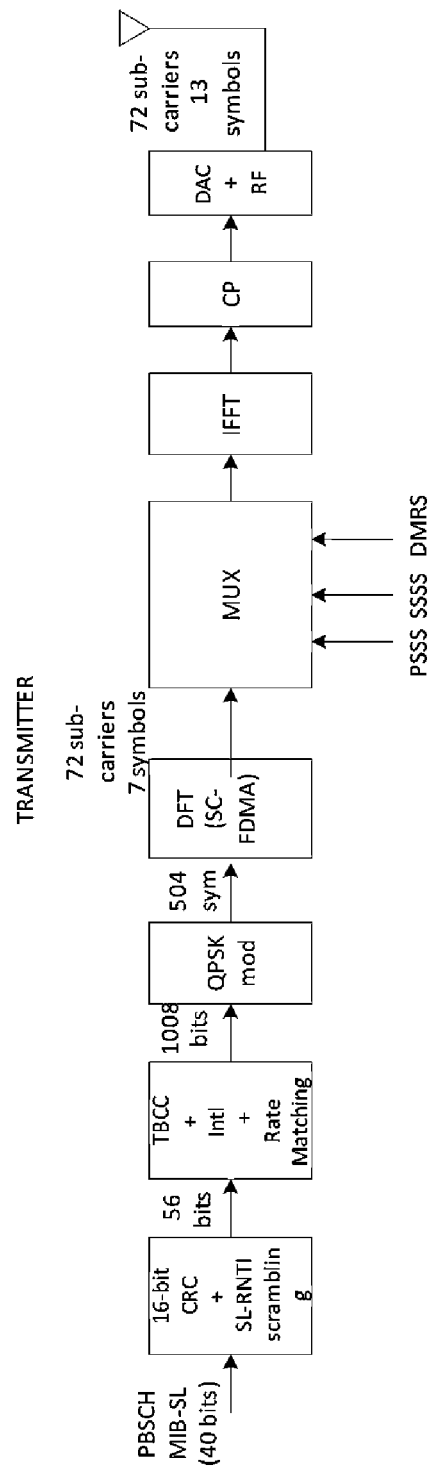 TRANSMITTER
PBSCH
MIB-SL
(40 bits)
16-bit
CRC
+
SL-RNTI
scramblin
g
56
bits
TBCC
+
Intl
+
Rate
Matching
1008
bits
QPSK
mod
504
sym
DFT
(SC-
FDMA)
72 sub-
carriers
7 symbols
MUX
PSSS SSSS DMRS
IFFT
CP
DAC
+
RF
72 sub-
carriers
13
symbols